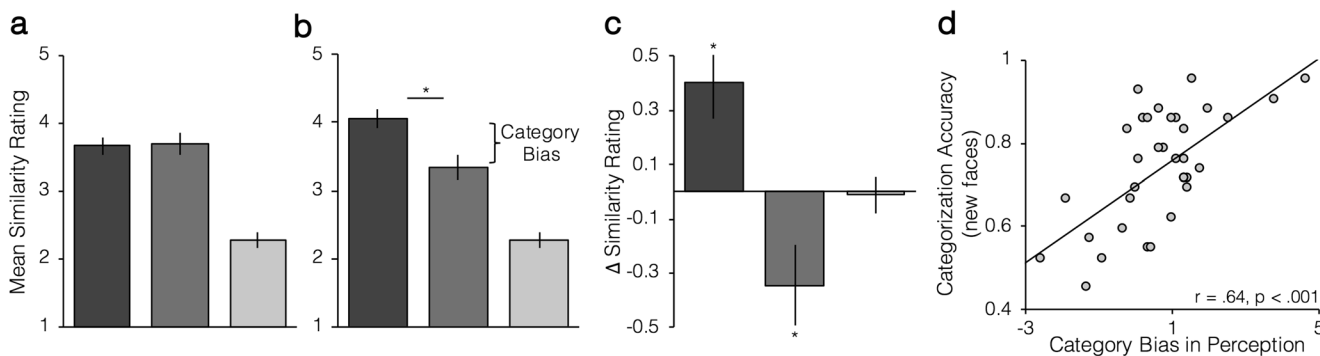 a
Mean Similarity Rating
5
4
3
2
1
b
5
4
3
2
1
*
Category
Bias
c
Δ Similarity Rating
0.5
0.3
0.1
-0.1
-0.3
-0.5
*
*
d
Categorization Accuracy
(new faces)
1
0.8
0.6
0.4
r = .64, p < .001
-3
1
5
Category Bias in Perception